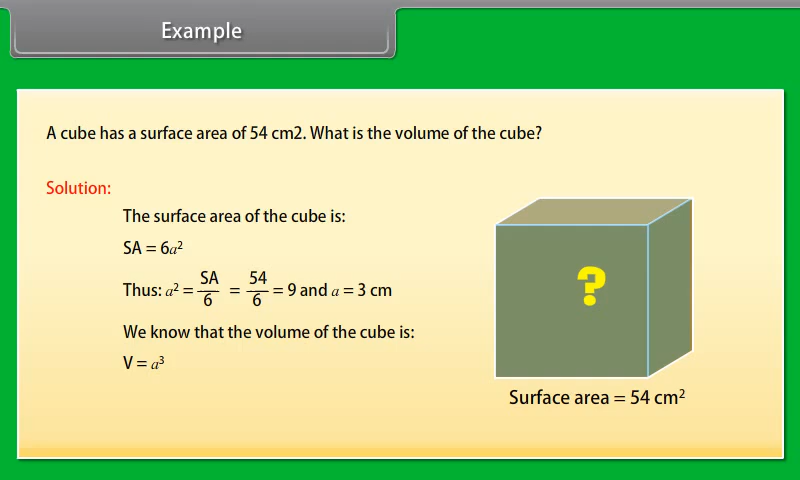 Example
A cube has a surface area of 54 cm2. What is the volume of the cube?
Solution:
The surface area of the cube is:
SA = 6a²
Thus: a² = SA/6 = 54/6 = 9 and a = 3 cm
We know that the volume of the cube is:
V = a³
?
Surface area = 54 cm²